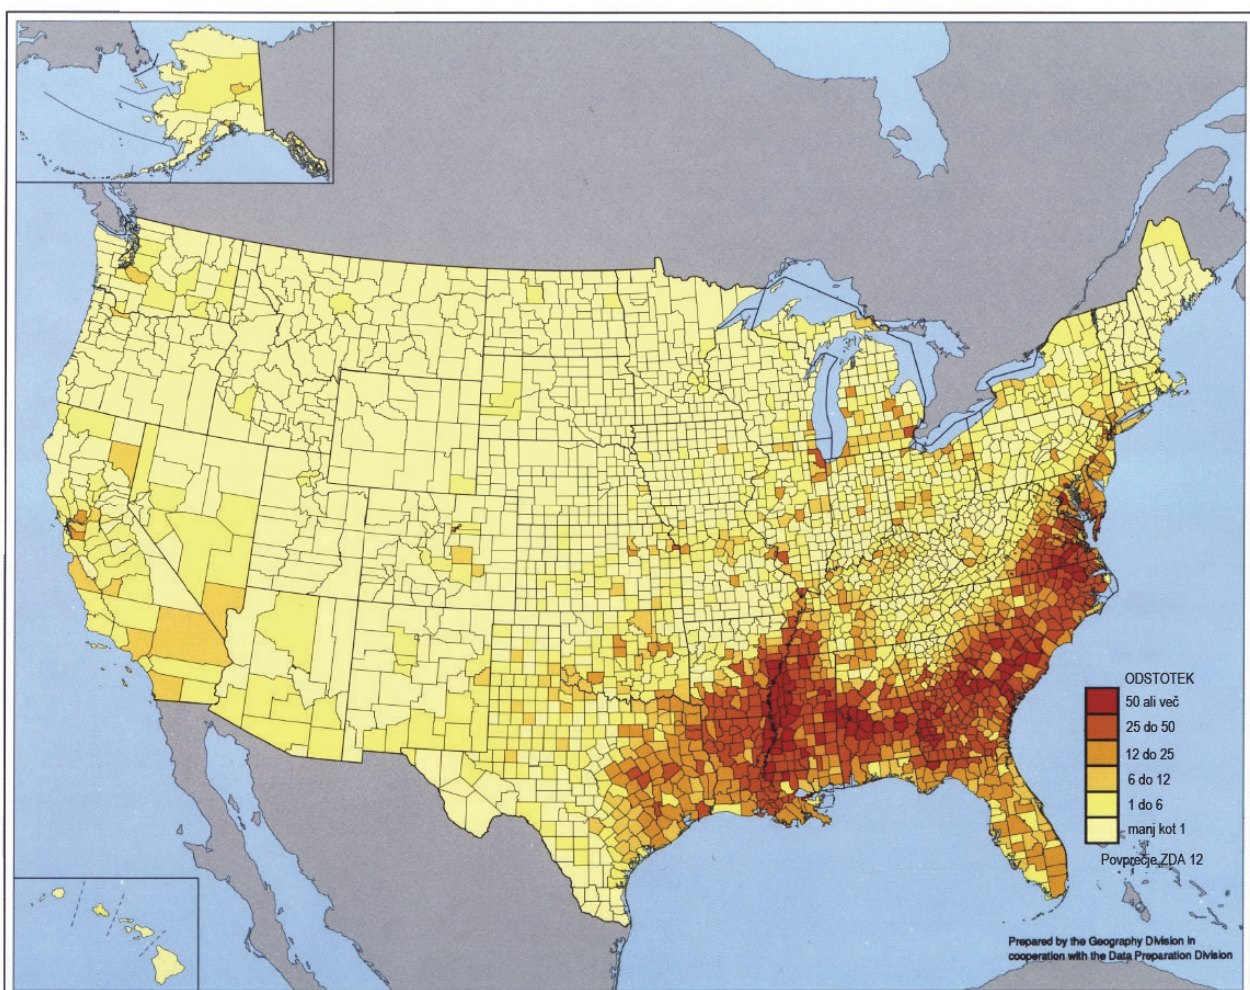 ODSTOTEK
50 ali več
25 do 50
12 do 25
6 do 12
1 do 6
manj kot 1
Povprečje ZDA 12
Prepared by the Geography Division in
cooperation with the Data Preparation Division